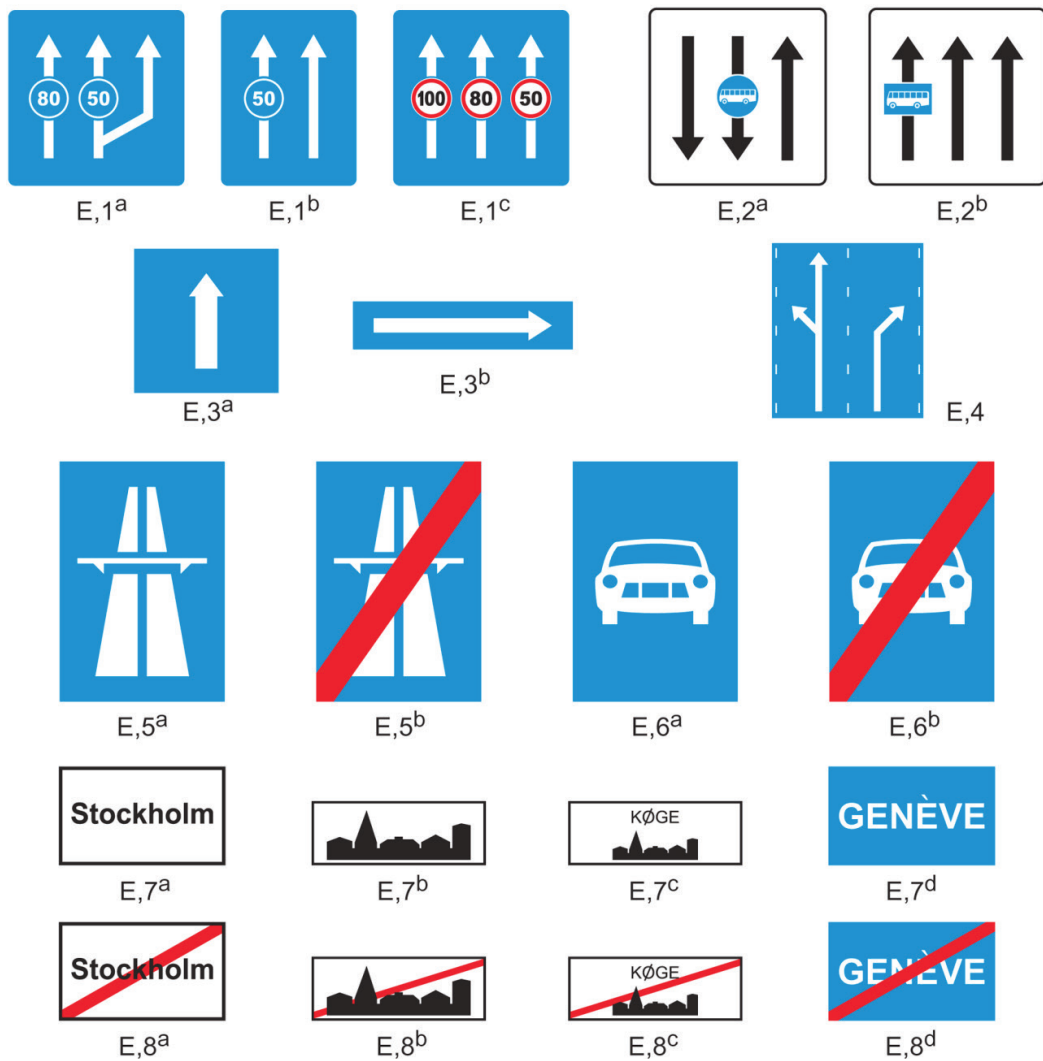 80 50
50
100 80 50
E,1ᵃ E,1ᵇ E,1ᶜ E,2ᵃ E,2ᵇ
E,3ᵃ
E,3ᵇ
E,4
E,5ᵃ E,5ᵇ E,6ᵃ E,6ᵇ
Stockholm
KØGE
GENÈVE
E,7ᵃ E,7ᵇ E,7ᶜ E,7ᵈ
Stockholm
KØGE
GENÈVE
E,8ᵃ E,8ᵇ E,8ᶜ E,8ᵈ